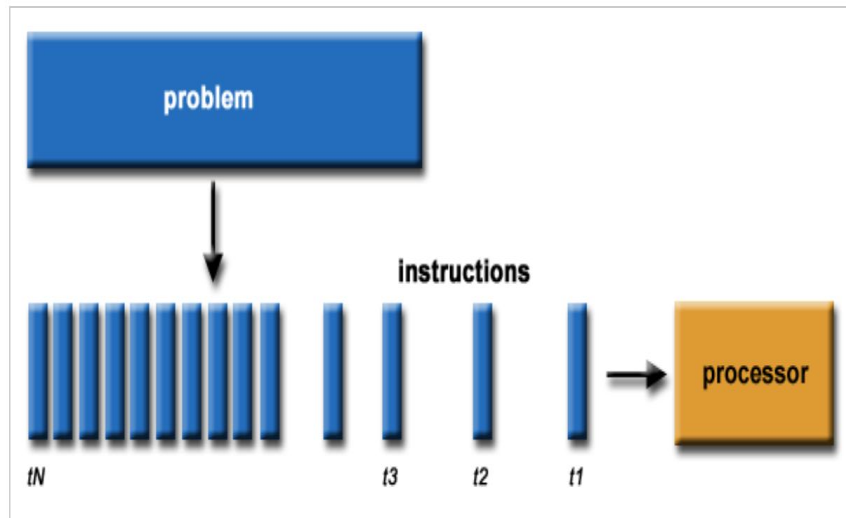 problem
instructions
processor
tN
t3
t2
t1